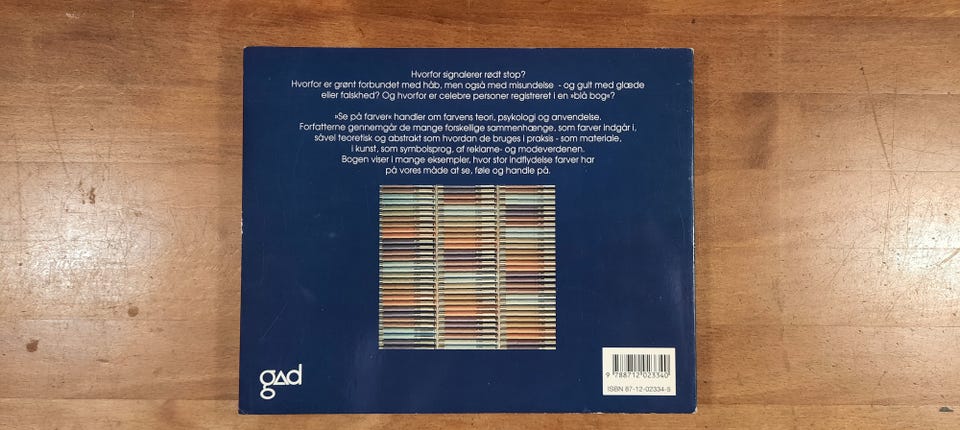 Hvorfor signalerer rødt stop?
Hvorfor er grønt forbundet med håb, men også med misundelse - og gult med glæde
eller falskhed? Og hvorfor er celebre personer registreret i en »blå bog«?
»Se på farver« handler om farvens teori, psykologi og anvendelse.
Forfatterne gennemgår de mange forskellige sammenhænge, som farver indgår i,
såvel teoretisk og abstrakt som hvordan de bruges i praksis - som materiale,
i kunst, som symbolsprog, af reklame- og modeverdenen.
Bogen viser i mange eksempler, hvor stor indflydelse farver har
på vores måde at se, føle og handle på.
gad
9 788712 023340
ISBN 87-12-02334-8